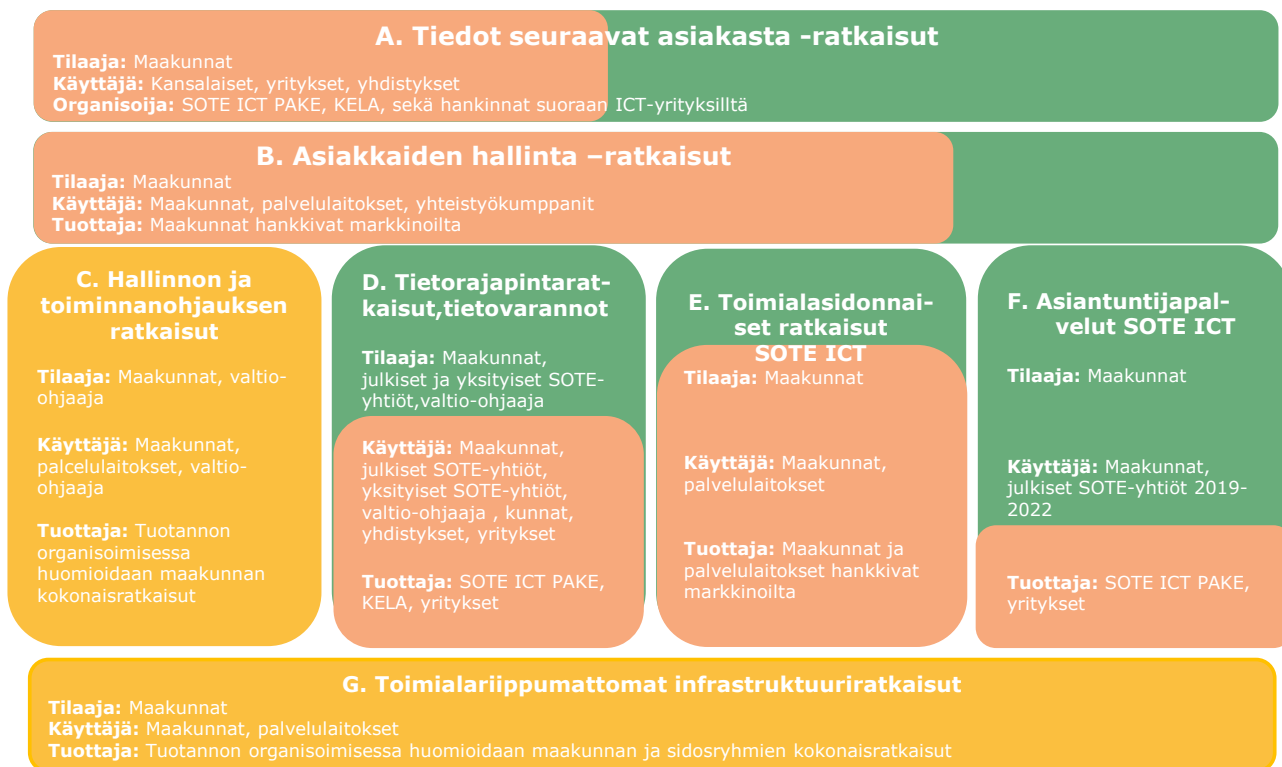 A. Tiedot seuraavat asiakasta -ratkaisut
Tilaaja: Maakunnat
Käyttäjä: Kansalaiset, yritykset, yhdistykset
Organisoija: SOTE ICT PAKE, KELA, sekä hankinnat suoraan ICT-yrityksilltä
B. Asiakkaiden hallinta –ratkaisut
Tilaaja: Maakunnat
Käyttäjä: Maakunnat, palvelulaitokset, yhteistyökumppanit
Tuottaja: Maakunnat hankkivat markkinoilta
C. Hallinnon ja
toiminnanohjauksen
ratkaisut
Tilaaja: Maakunnat, valtio-
ohjaaja
Käyttäjä: Maakunnat,
palcelulaitokset, valtio-
ohjaaja
Tuottaja: Tuotannon
organisoimisessa
huomioidaan maakunnan
kokonaisratkaisut
D. Tietorajapintarat-
kaisut,tietovarannot
Tilaaja: Maakunnat,
julkiset ja yksityiset SOTE-
yhtiöt,valtio-ohjaaja
Käyttäjä: Maakunnat,
julkiset SOTE-yhtiöt,
yksityiset SOTE-yhtiöt,
valtio-ohjaaja , kunnat,
yhdistykset, yritykset
Tuottaja: SOTE ICT PAKE,
KELA, yritykset
E. Toimialasidonnai-
set ratkaisut
SOTE ICT
Tilaaja: Maakunnat
Käyttäjä: Maakunnat,
palvelulaitokset
Tuottaja: Maakunnat ja
palvelulaitokset hankkivat
markkinoilta
F. Asiantuntijapal-
velut SOTE ICT
Tilaaja: Maakunnat
Käyttäjä: Maakunnat,
julkiset SOTE-yhtiöt 2019-
2022
Tuottaja: SOTE ICT PAKE,
yritykset
G. Toimialariippumattomat infrastruktuuriratkaisut
Tilaaja: Maakunnat
Käyttäjä: Maakunnat, palvelulaitokset
Tuottaja: Tuotannon organisoimisessa huomioidaan maakunnan ja sidosryhmien kokonaisratkaisut